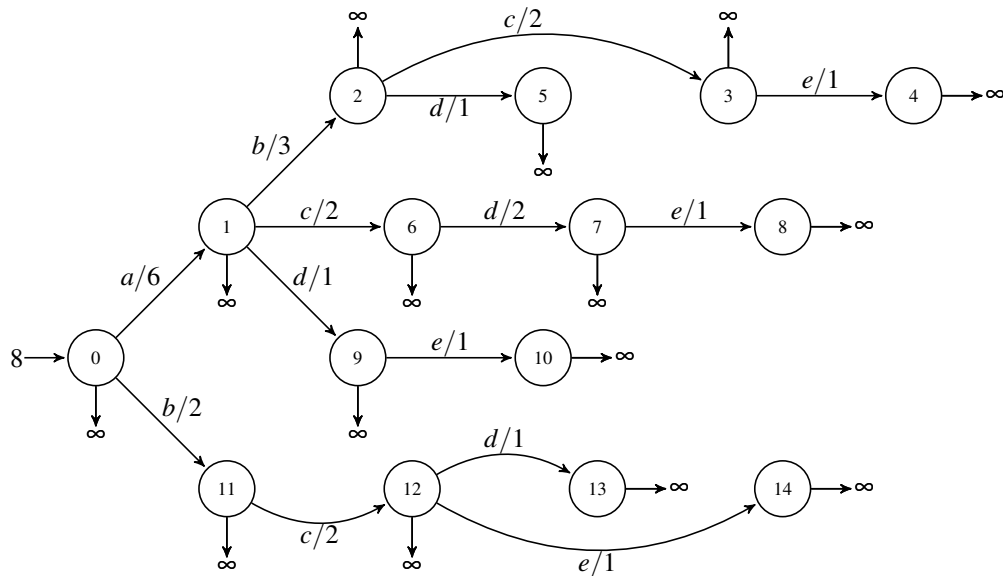 ∞ c/2 ∞
2 d/1 5 3 e/1 4 ∞
b/3 ∞
1 c/2 6 d/2 7 e/1 8 ∞
a/6 ∞ d/1 ∞ ∞
8 0 9 e/1 10 ∞
∞ b/2 ∞
d/1
11 c/2 12 13 ∞ 14 ∞
∞ ∞ e/1